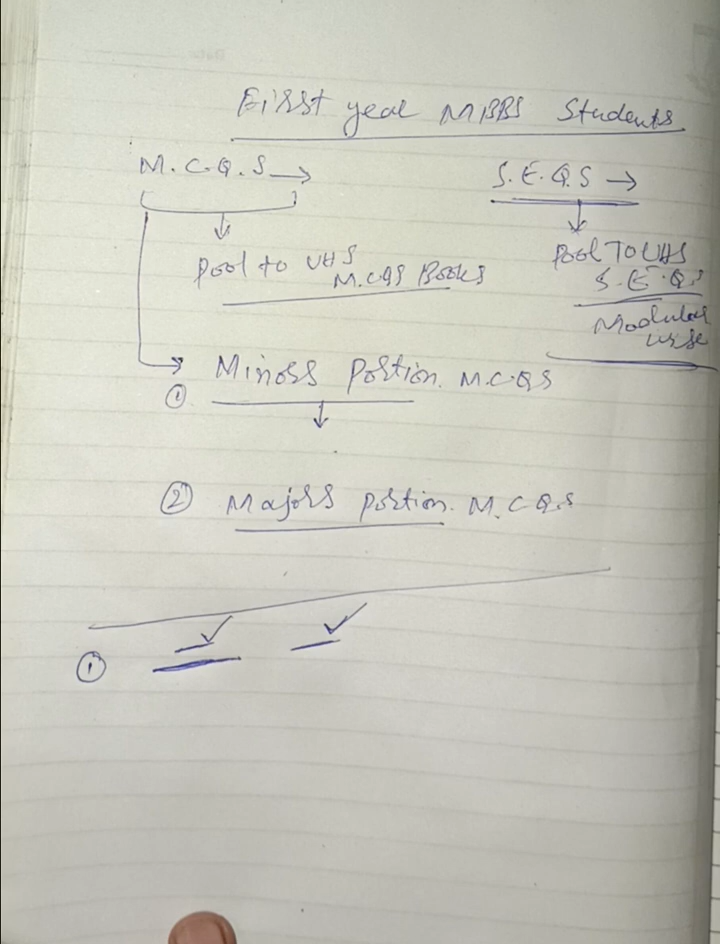 First year MBBS Students
M.C.Q.S →
S.E.Q.S →
Pool to UHS
M.CQS Books
Pool TO UHS
S.E.Q.S
Modular
wise
① Minors Portion. M.C.Q.S
② Majors portion. M.C.Q.S
①